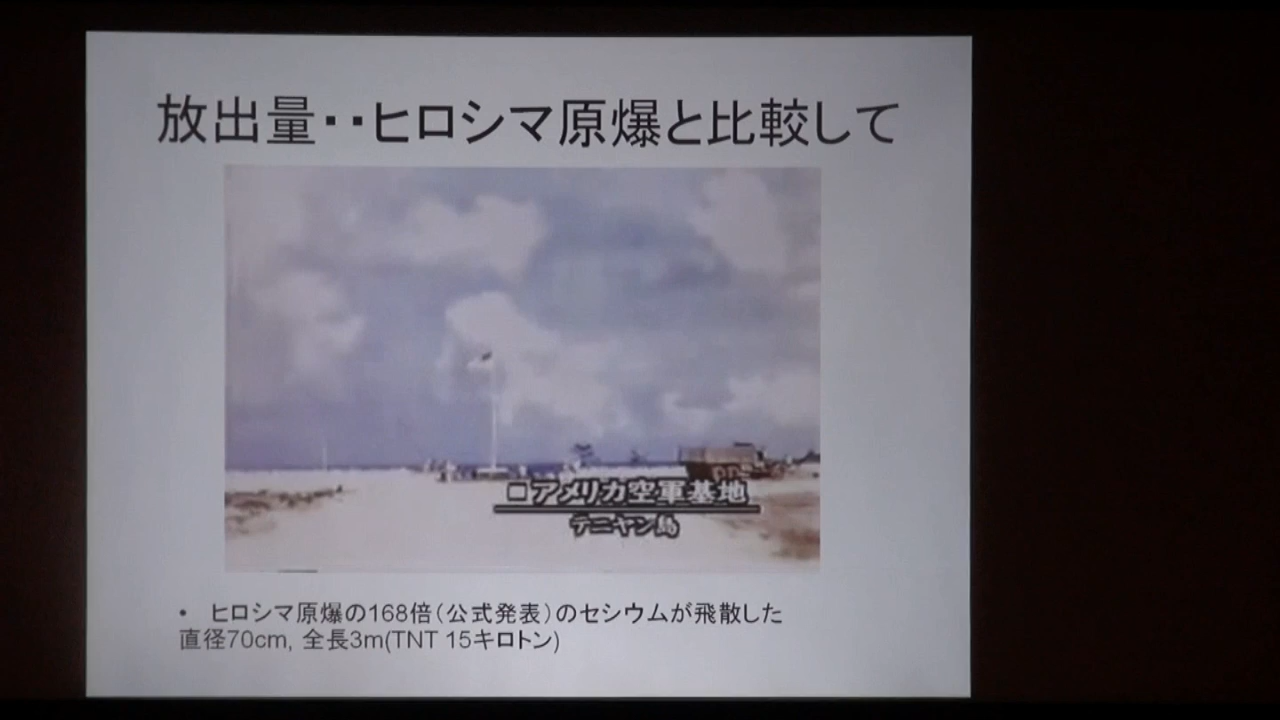 放出量・・ヒロシマ原爆と比較して
□アメリカ空軍基地
テニヤン島
• ヒロシマ原爆の168倍(公式発表)のセシウムが飛散した
直径70cm, 全長3m(TNT 15キロトン)